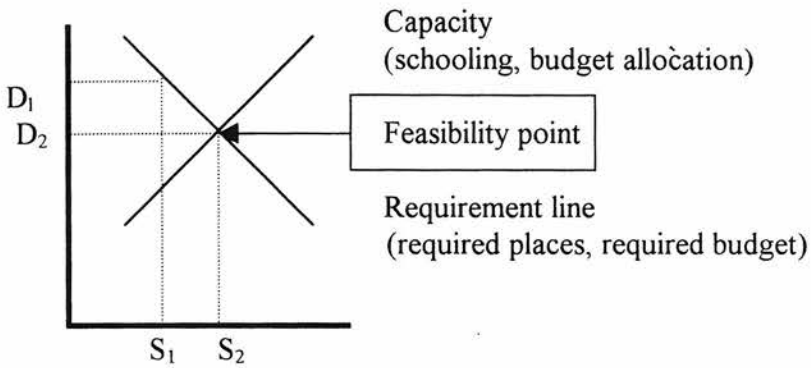 Capacity
(schooling, budget allocation)
D₁
D₂
Feasibility point
Requirement line
(required places, required budget)
S₁ S₂